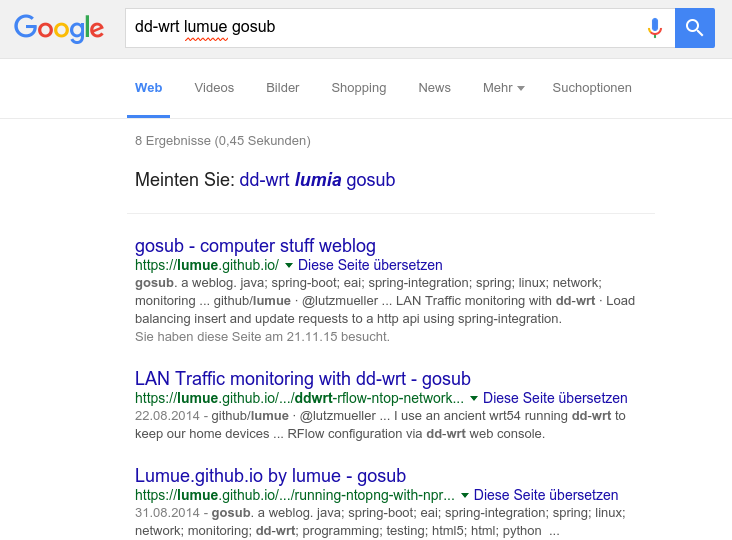 Google dd-wrt lumue gosub
Web Videos Bilder Shopping News Mehr Suchoptionen
8 Ergebnisse (0,45 Sekunden)
Meinten Sie: dd-wrt lumia gosub
gosub - computer stuff weblog
https://lumue.github.io/ Diese Seite übersetzen
gosub. a weblog. java; spring-boot; eai; spring-integration; spring; linux; network;
monitoring ... github/lumue · @lutzmueller ... LAN Traffic monitoring with dd-wrt · Load
balancing insert and update requests to a http api using spring-integration.
Sie haben diese Seite am 21.11.15 besucht.
LAN Traffic monitoring with dd-wrt - gosub
https://lumue.github.io/.../ddwrt-rflow-ntop-network... Diese Seite übersetzen
22.08.2014 - github/lumue · @lutzmueller ... I use an ancient wrt54 running dd-wrt to
keep our home devices ... RFlow configuration via dd-wrt web console.
Lumue.github.io by lumue - gosub
https://lumue.github.io/.../running-ntopng-with-npr... Diese Seite übersetzen
31.08.2014 - gosub. a weblog. java; spring-boot; eai; spring-integration; spring; linux;
network; monitoring; dd-wrt; programming; testing; html5; html; python ...